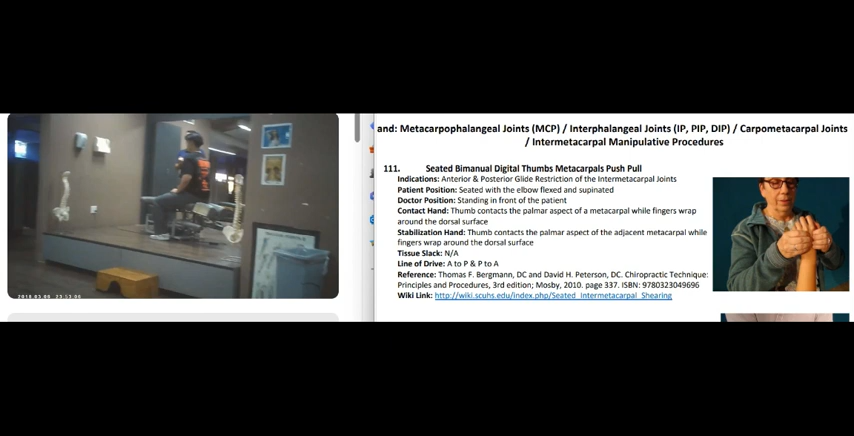 and: Metacarpophalangeal Joints (MCP) / Interphalangeal Joints (IP, PIP, DIP) / Carpometacarpal Joints
/ Intermetacarpal Manipulative Procedures
111. Seated Bimanual Digital Thumbs Metacarpals Push Pull
Indications: Anterior & Posterior Glide Restriction of the Intermetacarpal Joints
Patient Position: Seated with the elbow flexed and supinated
Doctor Position: Standing in front of the patient
Contact Hand: Thumb contacts the palmar aspect of a metacarpal while fingers wrap
around the dorsal surface
Stabilization Hand: Thumb contacts the palmar aspect of the adjacent metacarpal while
fingers wrap around the dorsal surface
Tissue Slack: N/A
Line of Drive: A to P & P to A
Reference: Thomas F. Bergmann, DC and David H. Peterson, DC. Chiropractic Technique:
Principles and Procedures, 3rd edition; Mosby, 2010. page 337. ISBN: 9780323049696
Wiki Link: http://wiki.scuhs.edu/index.php/Seated_Intermetacarpal_Shearing